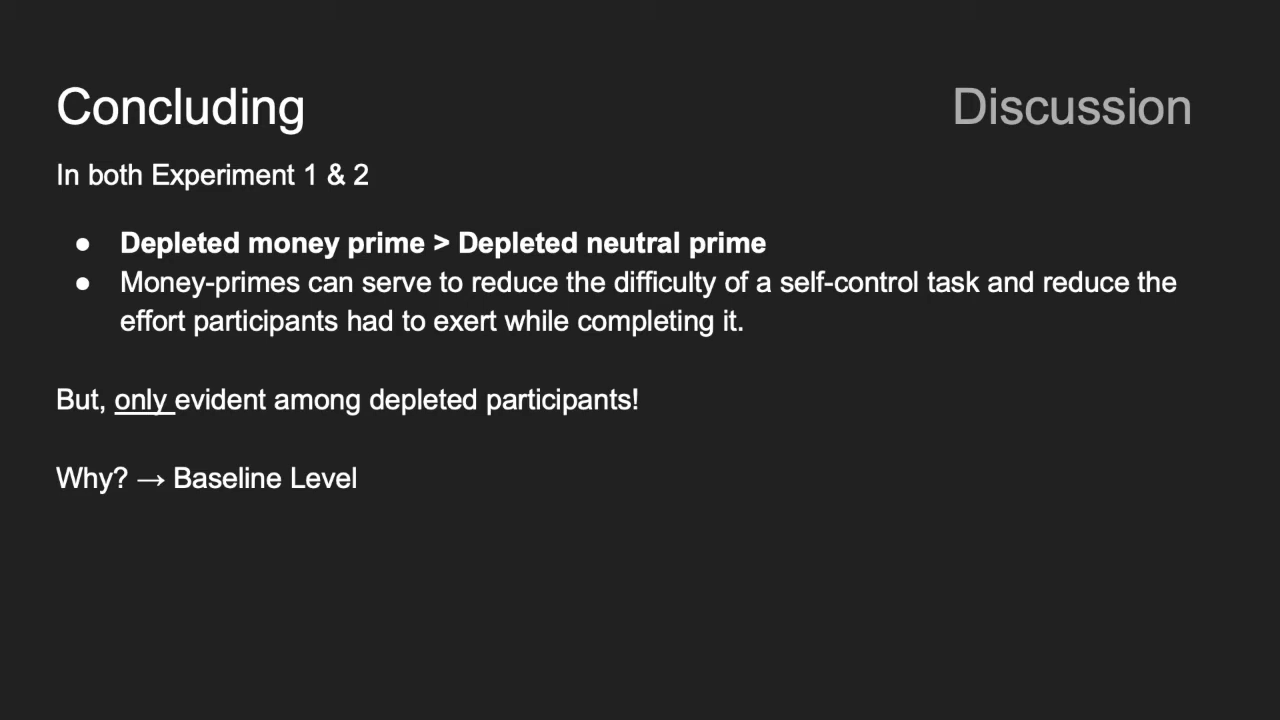 Concluding
Discussion
In both Experiment 1 & 2
● Depleted money prime > Depleted neutral prime
● Money-primes can serve to reduce the difficulty of a self-control task and reduce the
effort participants had to exert while completing it.
But, only evident among depleted participants!
Why? → Baseline Level